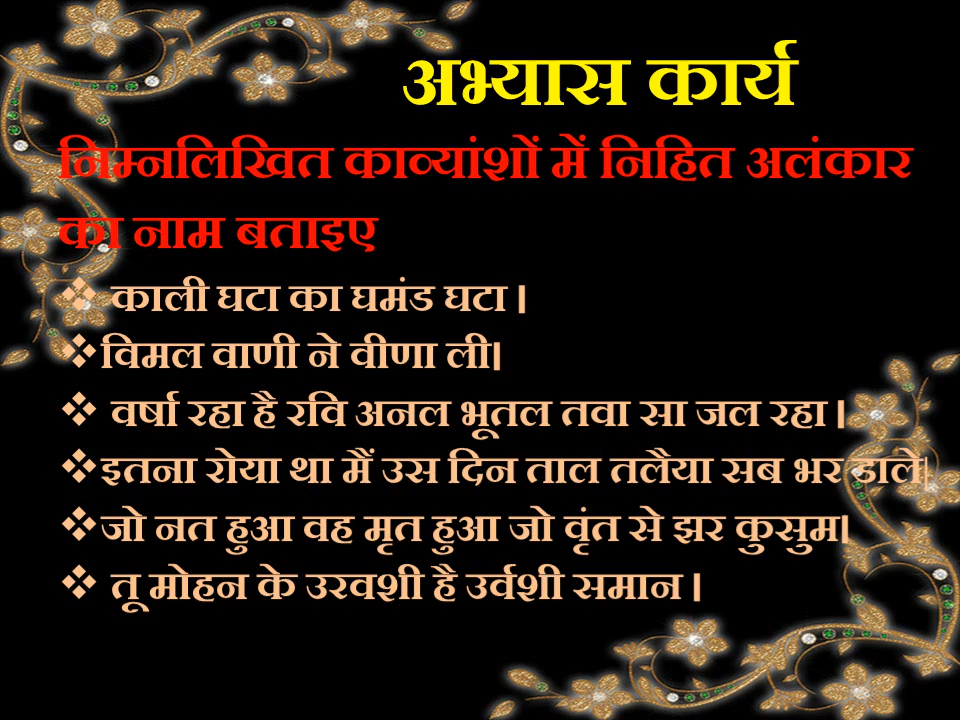 अभ्यास कार्य
निम्नलिखित काव्यांशों में निहित अलंकार
का नाम बताइए
❖ काली घटा का घमंड घटा ।
❖विमल वाणी ने वीणा ली।
❖ वर्षा रहा है रवि अनल भूतल तवा सा जल रहा ।
❖इतना रोया था मैं उस दिन ताल तलैया सब भर डाले|
❖जो नत हुआ वह मृत हुआ जो वृंत से झर कुसुम।
❖ तू मोहन के उरवशी है उर्वशी समान ।